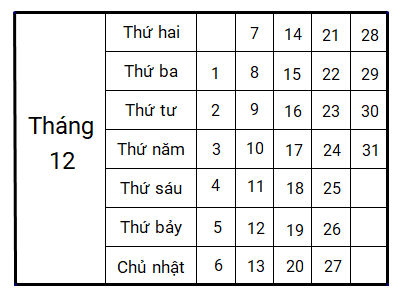 Tháng
12
Thứ hai 7 14 21 28
Thứ ba 1 8 15 22 29
Thứ tư 2 9 16 23 30
Thứ năm 3 10 17 24 31
Thứ sáu 4 11 18 25
Thứ bảy 5 12 19 26
Chủ nhật 6 13 20 27